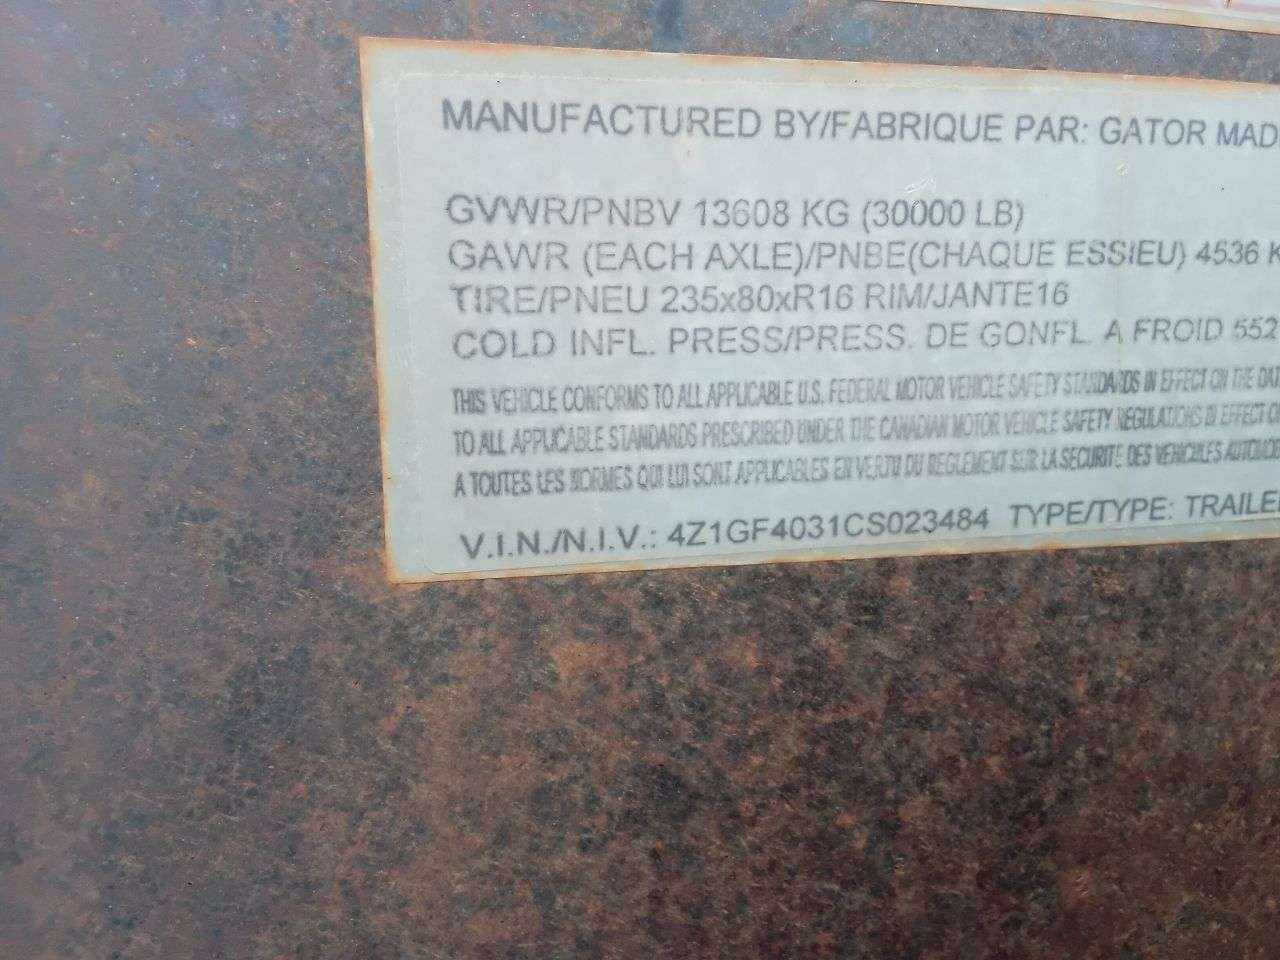 MANUFACTURED BY/FABRIQUE PAR: GATOR MAD
GVWR/PNBV 13608 KG (30000 LB)
GAWR (EACH AXLE)/PNBE(CHAQUE ESSIEU) 4536 K
TIRE/PNEU 235x80xR16 RIM/JANTE16
COLD INFL. PRESS/PRESS. DE GONFL. A FROID 552
THIS VEHICLE CONFORMS TO ALL APPLICABLE U.S. FEDERAL MOTOR VEHICLE SAFETY STANDARDS IN EFFECT ON THE DAT
TO ALL APPLICABLE STANDARDS PRESCRIBED UNDER THE CANADIAN MOTOR VEHICLE SAFETY REGULATIONS IN EFFECT O
A TOUTES LES NORMES QUI LUI SONT APPLICABLES EN VERTU DU REGLEMENT SUR LA SECURITE DES VEHICULES AUTOMOB
V.I.N./N.I.V.: 4Z1GF4031CS023484 TYPE/TYPE: TRAILER